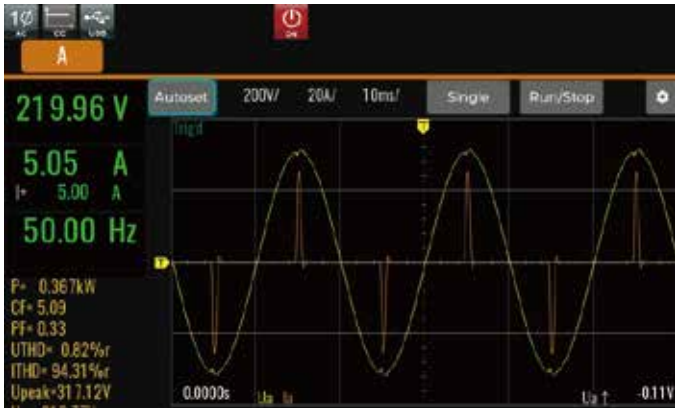 1Ø
AC
CC
USB
ON
A
219.96 V
Autoset 200V/ 20A/ 10ms/ Single Run/Stop
Trig'd
T
5.05 A
I= 5.00 A
50.00 Hz
T
P= 0.367kW
CF= 5.09
PF= 0.33
UTHD= 0.82%r
ITHD= 94.31%r
Upeak=317.12V
0.0000s Ua Ia Ua↑ -0.11V